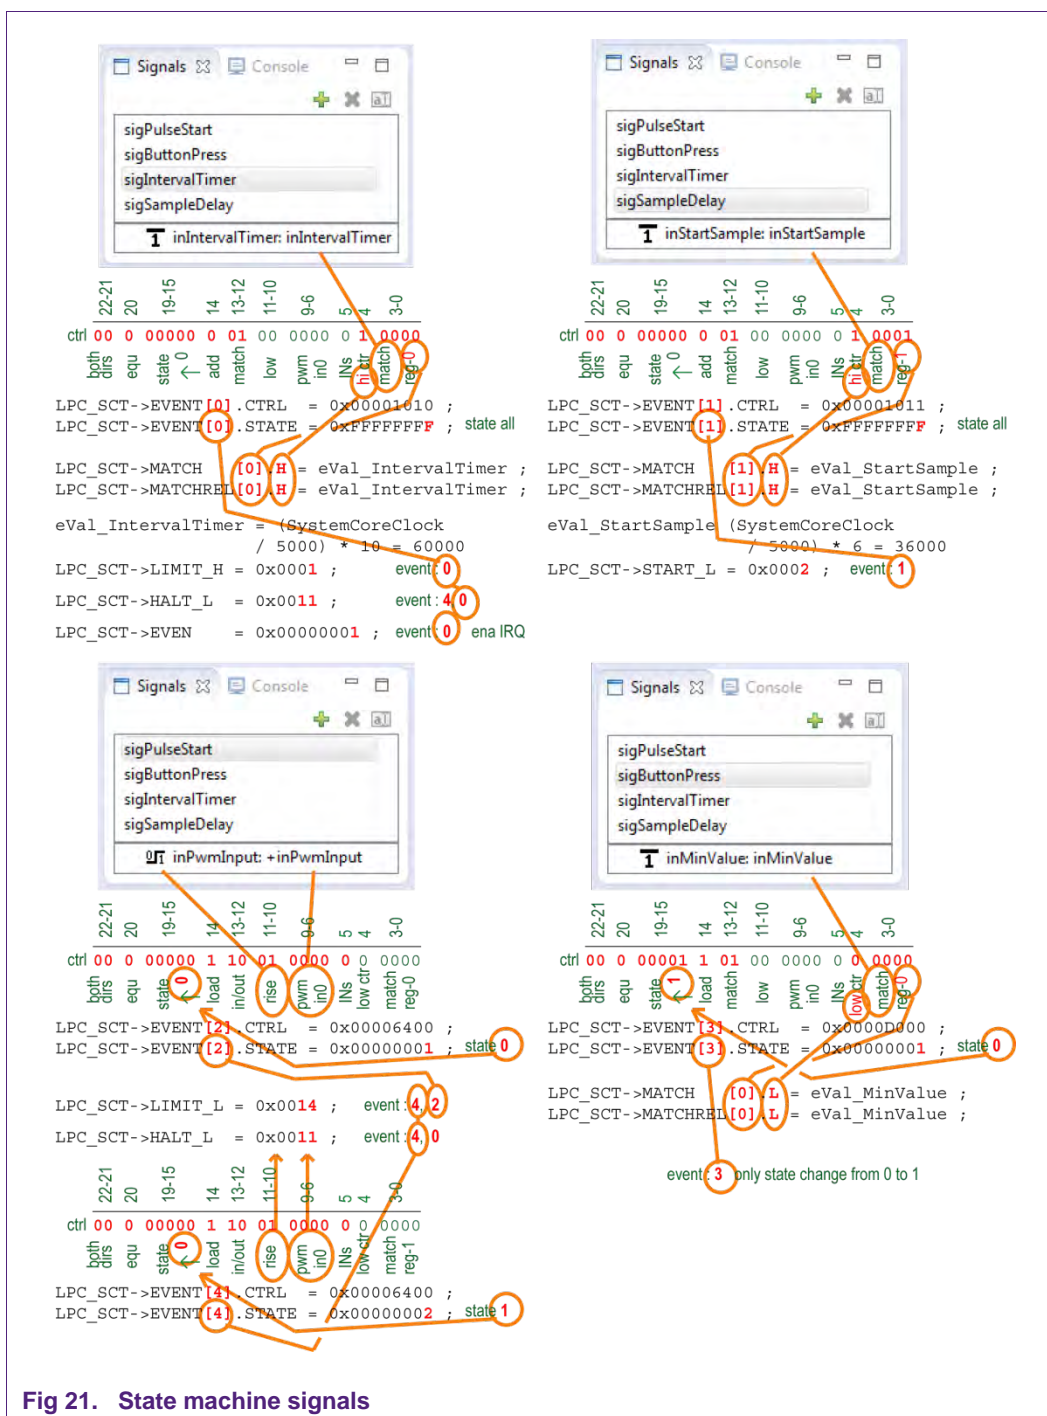 Signals Console
sigPulseStart
sigButtonPress
sigIntervalTimer
sigSampleDelay
1 inIntervalTimer: inIntervalTimer
22-21 20 19-15 14 13-12 11-10 9-6 5 4 3-0
ctrl 00 0 00000 0 01 00 0000 0 1 0000
both dirs equ state ↑ 0 add match low pwm in0 INs hi ctr match reg-0
LPC_SCT->EVENT[0].CTRL = 0x00001010 ;
LPC_SCT->EVENT[0].STATE = 0xFFFFFFFF ; state all
LPC_SCT->MATCH [0].H = eVal_IntervalTimer ;
LPC_SCT->MATCHREL[0].H = eVal_IntervalTimer ;
eVal_IntervalTimer = (SystemCoreClock
/ 5000) * 10 = 60000
LPC_SCT->LIMIT_H = 0x0001 ; event : 0
LPC_SCT->HALT_L = 0x0011 ; event : 4, 0
LPC_SCT->EVEN = 0x00000001 ; event : 0 ena IRQ
Signals Console
sigPulseStart
sigButtonPress
sigIntervalTimer
sigSampleDelay
1 inStartSample: inStartSample
22-21 20 19-15 14 13-12 11-10 9-6 5 4 3-0
ctrl 00 0 00000 0 01 00 0000 0 1 0001
both dirs equ state ↑ 0 add match low pwm in0 INs hi ctr match reg-1
LPC_SCT->EVENT[1].CTRL = 0x00001011 ;
LPC_SCT->EVENT[1].STATE = 0xFFFFFFFF ; state all
LPC_SCT->MATCH [1].H = eVal_StartSample ;
LPC_SCT->MATCHREL[1].H = eVal_StartSample ;
eVal_StartSample (SystemCoreClock
/ 5000) * 6 = 36000
LPC_SCT->START_L = 0x0002 ; event : 1
Signals Console
sigPulseStart
sigButtonPress
sigIntervalTimer
sigSampleDelay
inPwmInput: +inPwmInput
22-21 20 19-15 14 13-12 11-10 9-6 5 4 3-0
ctrl 00 0 00000 1 10 01 0000 0 0 0000
both dirs equ state ↑ 0 load in/out rise pwm in0 INs low ctr match reg-0
LPC_SCT->EVENT[2].CTRL = 0x00006400 ;
LPC_SCT->EVENT[2].STATE = 0x00000001 ; state 0
LPC_SCT->LIMIT_L = 0x0014 ; event : 4, 2
LPC_SCT->HALT_L = 0x0011 ; event : 4, 0
22-21 20 19-15 14 13-12 11-10 9-6 5 4 3-0
ctrl 00 0 00000 1 10 01 0000 0 0 0000
both dirs equ state ↑ 0 load in/out rise pwm in0 INs low ctr match reg-1
LPC_SCT->EVENT[4].CTRL = 0x00006400 ;
LPC_SCT->EVENT[4].STATE = 0x00000002 ; state 1
Signals Console
sigPulseStart
sigButtonPress
sigIntervalTimer
sigSampleDelay
1 inMinValue: inMinValue
22-21 20 19-15 14 13-12 11-10 9-6 5 4 3-0
ctrl 00 0 00001 1 01 00 0000 0 0 0000
both dirs equ state ↑ 1 load match low pwm in0 INs low ctr match reg-0
LPC_SCT->EVENT[3].CTRL = 0x0000D000 ;
LPC_SCT->EVENT[3].STATE = 0x00000001 ; state 0
LPC_SCT->MATCH [0].L = eVal_MinValue ;
LPC_SCT->MATCHREL[0].L = eVal_MinValue ;
event : 3 only state change from 0 to 1
Fig 21. State machine signals